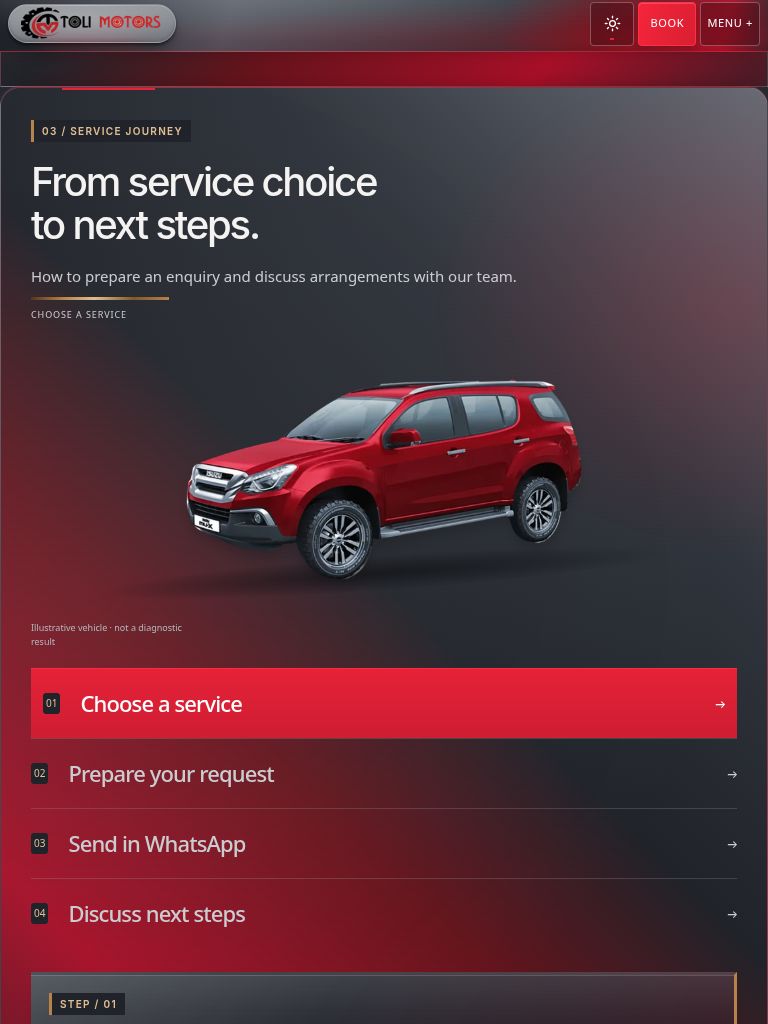 TOLI MOTORS
BOOK
MENU +
03 / SERVICE JOURNEY
From service choice
to next steps.
How to prepare an enquiry and discuss arrangements with our team.
CHOOSE A SERVICE
ISUZU
MU-X
Illustrative vehicle · not a diagnostic
result
01 Choose a service →
02 Prepare your request →
03 Send in WhatsApp →
04 Discuss next steps →
STEP / 01